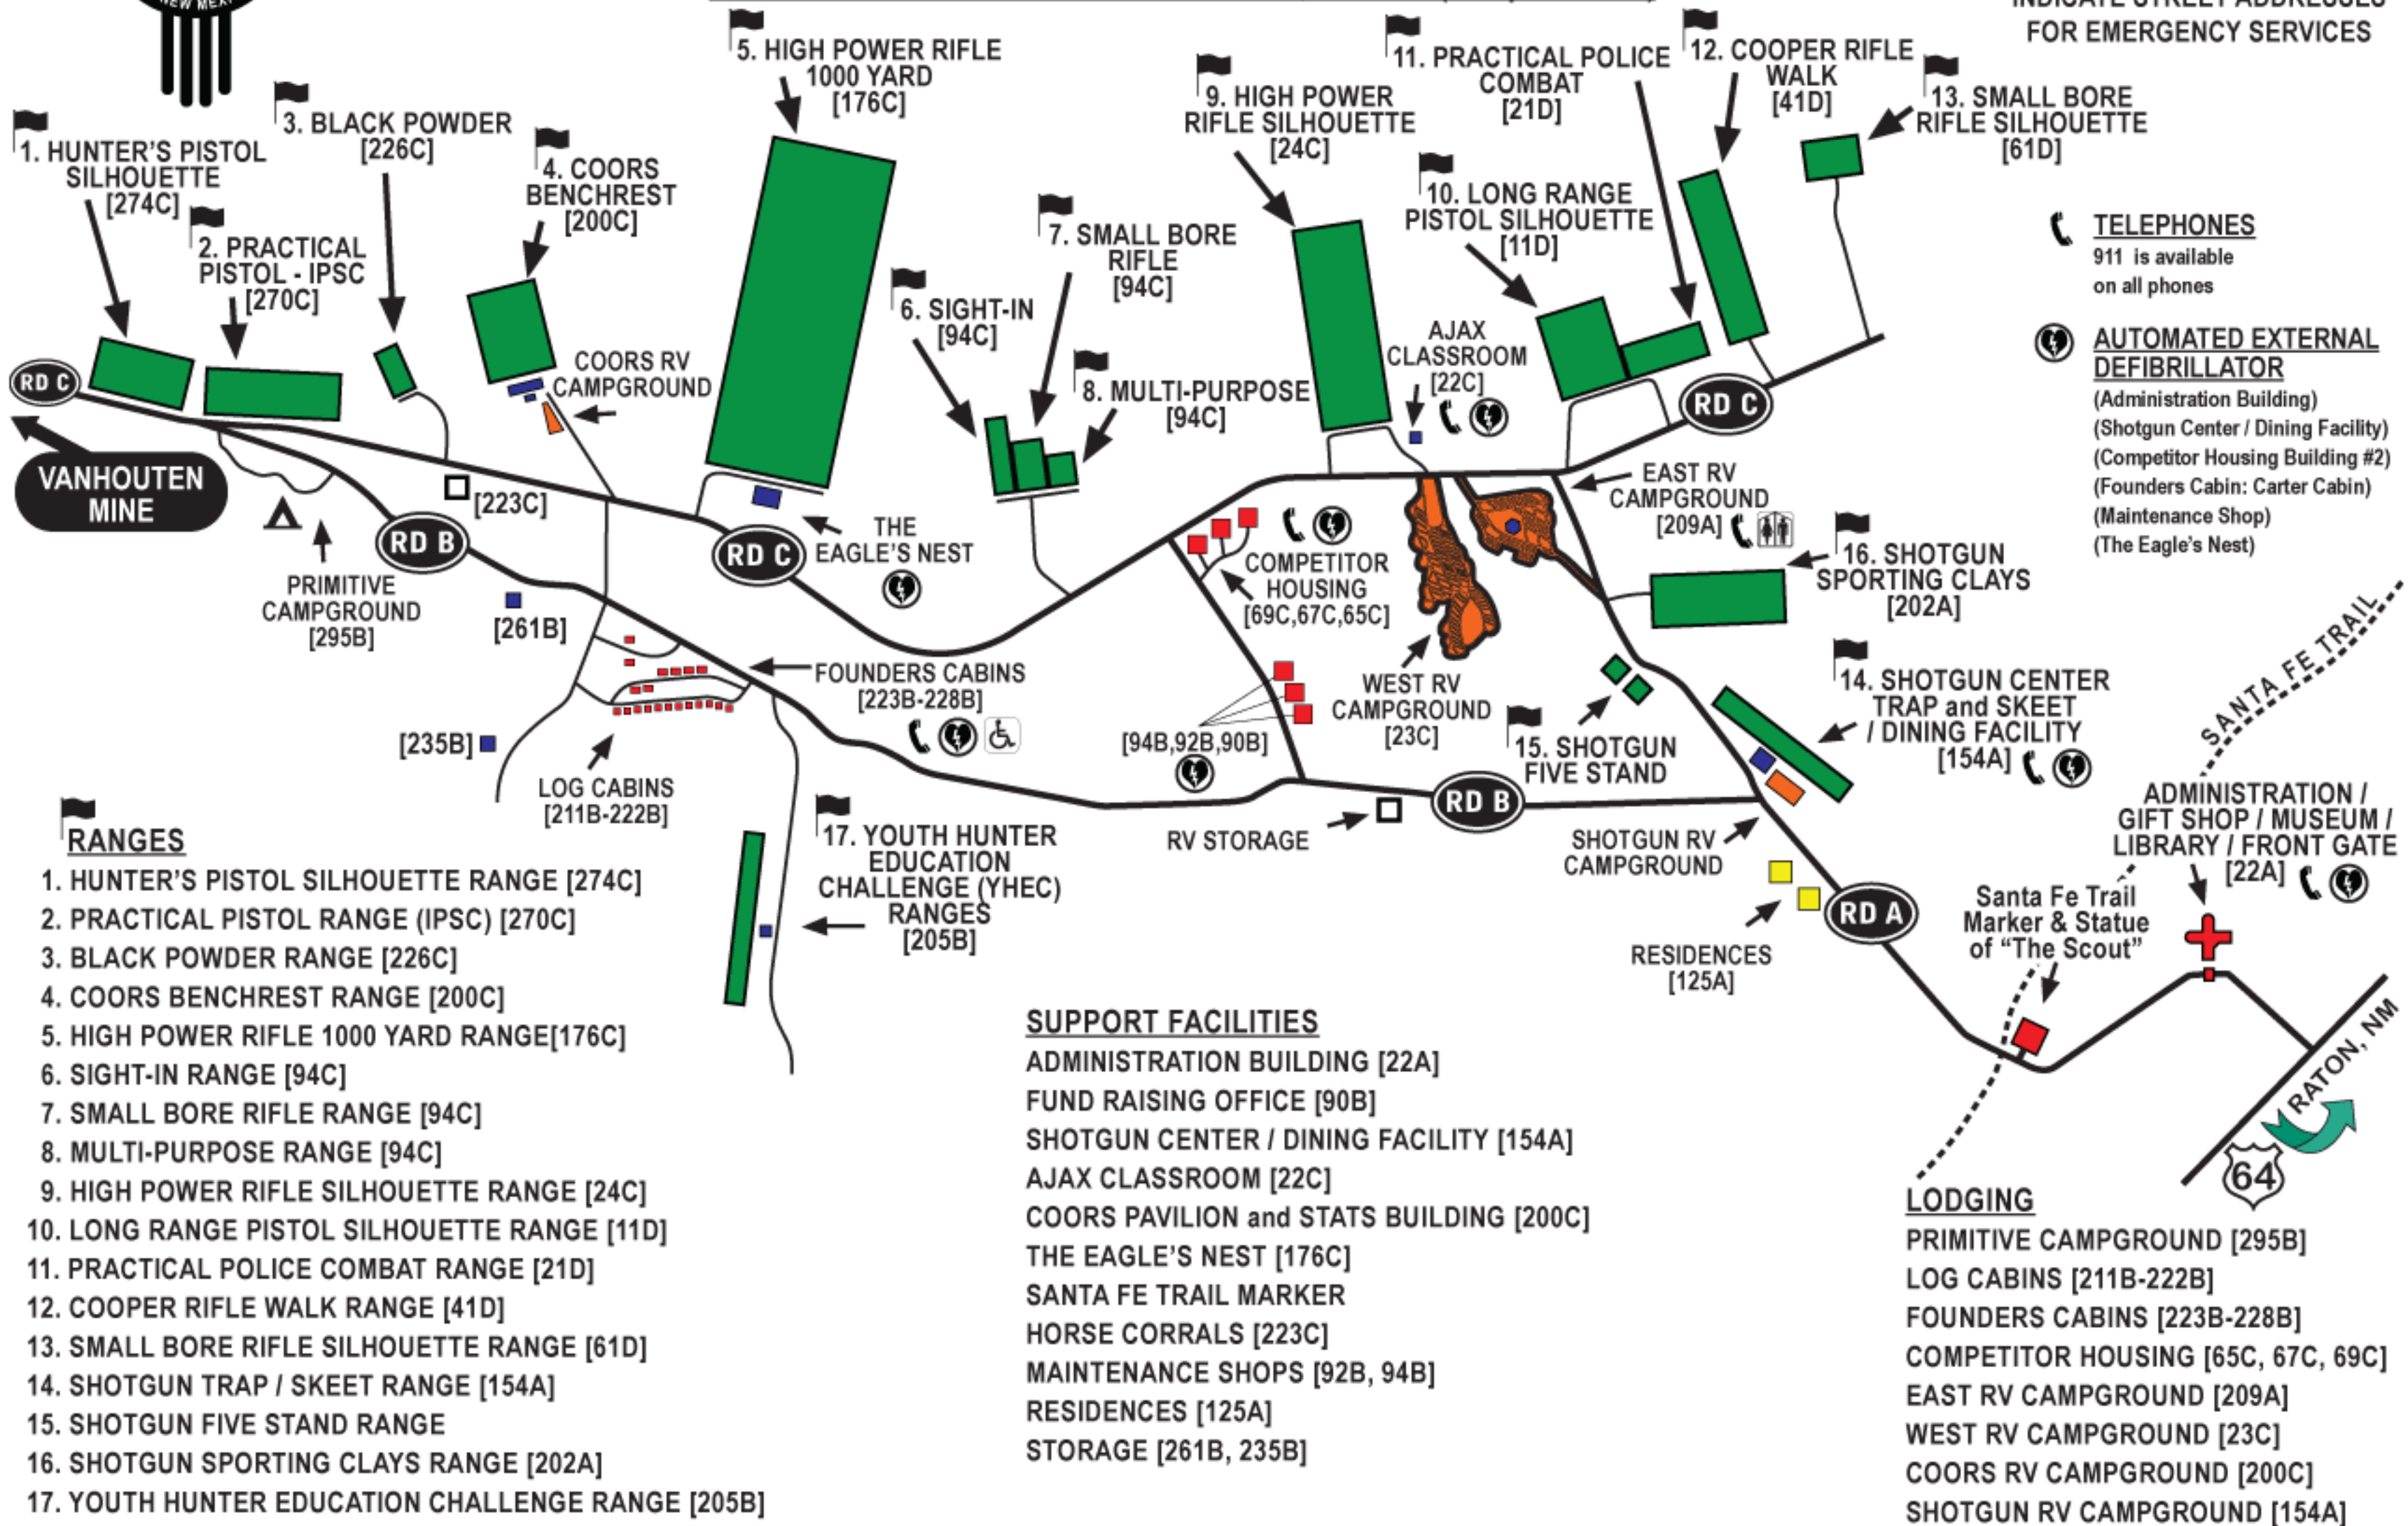 NEW MEXI
INDICATE STREET ADDRESSES
FOR EMERGENCY SERVICES
1. HUNTER'S PISTOL
SILHOUETTE
[274C]
2. PRACTICAL
PISTOL - IPSC
[270C]
3. BLACK POWDER
[226C]
4. COORS
BENCHREST
[200C]
5. HIGH POWER RIFLE
1000 YARD
[176C]
6. SIGHT-IN
[94C]
7. SMALL BORE
RIFLE
[94C]
8. MULTI-PURPOSE
[94C]
9. HIGH POWER
RIFLE SILHOUETTE
[24C]
10. LONG RANGE
PISTOL SILHOUETTE
[11D]
11. PRACTICAL POLICE
COMBAT
[21D]
12. COOPER RIFLE
WALK
[41D]
13. SMALL BORE
RIFLE SILHOUETTE
[61D]
TELEPHONES
911 is available
on all phones
AUTOMATED EXTERNAL
DEFIBRILLATOR
(Administration Building)
(Shotgun Center / Dining Facility)
(Competitor Housing Building #2)
(Founders Cabin: Carter Cabin)
(Maintenance Shop)
(The Eagle's Nest)
RD C
VANHOUTEN
MINE
COORS RV
CAMPGROUND
[223C]
RD B
PRIMITIVE
CAMPGROUND
[295B]
[261B]
[235B]
RD C
THE
EAGLE'S NEST
AJAX
CLASSROOM
[22C]
RD C
EAST RV
CAMPGROUND
[209A]
COMPETITOR
HOUSING
[69C,67C,65C]
16. SHOTGUN
SPORTING CLAYS
[202A]
SANTA FE TRAIL
FOUNDERS CABINS
[223B-228B]
LOG CABINS
[211B-222B]
[94B,92B,90B]
WEST RV
CAMPGROUND
[23C]
15. SHOTGUN
FIVE STAND
14. SHOTGUN CENTER
TRAP and SKEET
/ DINING FACILITY
[154A]
RV STORAGE
RD B
SHOTGUN RV
CAMPGROUND
RESIDENCES
[125A]
RD A
ADMINISTRATION /
GIFT SHOP / MUSEUM /
LIBRARY / FRONT GATE
[22A]
Santa Fe Trail
Marker & Statue
of "The Scout"
RATON, NM
64
17. YOUTH HUNTER
EDUCATION
CHALLENGE (YHEC)
RANGES
[205B]
RANGES
1. HUNTER'S PISTOL SILHOUETTE RANGE [274C]
2. PRACTICAL PISTOL RANGE (IPSC) [270C]
3. BLACK POWDER RANGE [226C]
4. COORS BENCHREST RANGE [200C]
5. HIGH POWER RIFLE 1000 YARD RANGE[176C]
6. SIGHT-IN RANGE [94C]
7. SMALL BORE RIFLE RANGE [94C]
8. MULTI-PURPOSE RANGE [94C]
9. HIGH POWER RIFLE SILHOUETTE RANGE [24C]
10. LONG RANGE PISTOL SILHOUETTE RANGE [11D]
11. PRACTICAL POLICE COMBAT RANGE [21D]
12. COOPER RIFLE WALK RANGE [41D]
13. SMALL BORE RIFLE SILHOUETTE RANGE [61D]
14. SHOTGUN TRAP / SKEET RANGE [154A]
15. SHOTGUN FIVE STAND RANGE
16. SHOTGUN SPORTING CLAYS RANGE [202A]
17. YOUTH HUNTER EDUCATION CHALLENGE RANGE [205B]
SUPPORT FACILITIES
ADMINISTRATION BUILDING [22A]
FUND RAISING OFFICE [90B]
SHOTGUN CENTER / DINING FACILITY [154A]
AJAX CLASSROOM [22C]
COORS PAVILION and STATS BUILDING [200C]
THE EAGLE'S NEST [176C]
SANTA FE TRAIL MARKER
HORSE CORRALS [223C]
MAINTENANCE SHOPS [92B, 94B]
RESIDENCES [125A]
STORAGE [261B, 235B]
LODGING
PRIMITIVE CAMPGROUND [295B]
LOG CABINS [211B-222B]
FOUNDERS CABINS [223B-228B]
COMPETITOR HOUSING [65C, 67C, 69C]
EAST RV CAMPGROUND [209A]
WEST RV CAMPGROUND [23C]
COORS RV CAMPGROUND [200C]
SHOTGUN RV CAMPGROUND [154A]